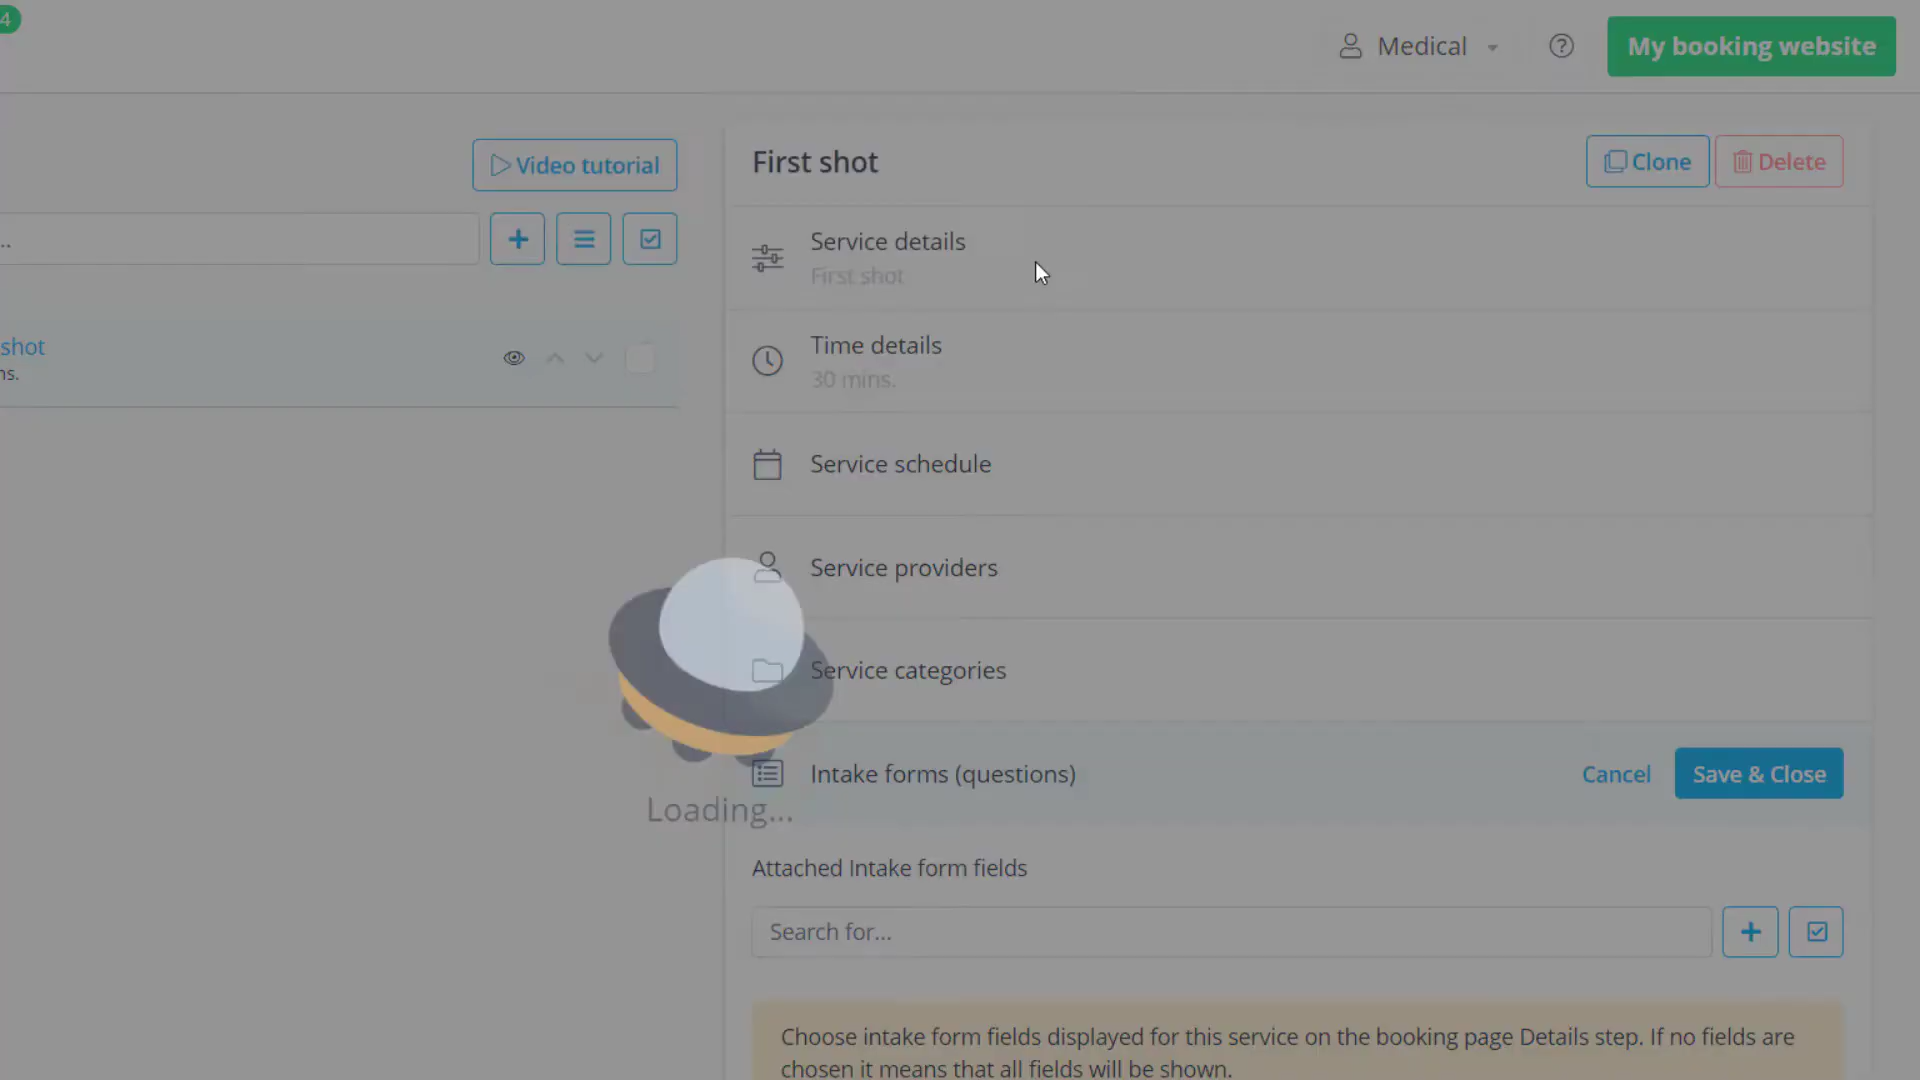 4
Medical
My booking website
Video tutorial
First shot
Clone
Delete
..
Service details
First shot
shot
ns.
Time details
30 mins.
Service schedule
Service providers
Service categories
Intake forms (questions)
Cancel
Save & Close
Loading...
Attached Intake form fields
Search for...
Choose intake form fields displayed for this service on the booking page Details step. If no fields are
chosen it means that all fields will be shown.